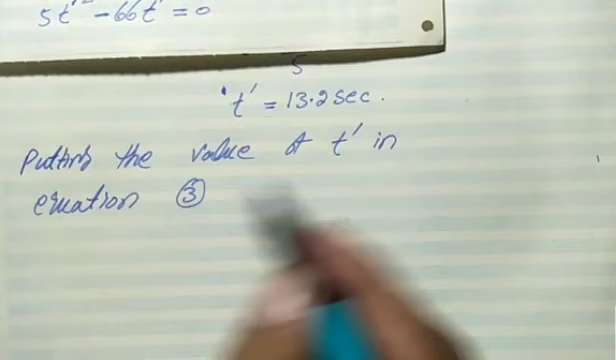 5t'² - 66t' = 0
5
t' = 13.2 sec.
Putting the value of t' in
equation ③